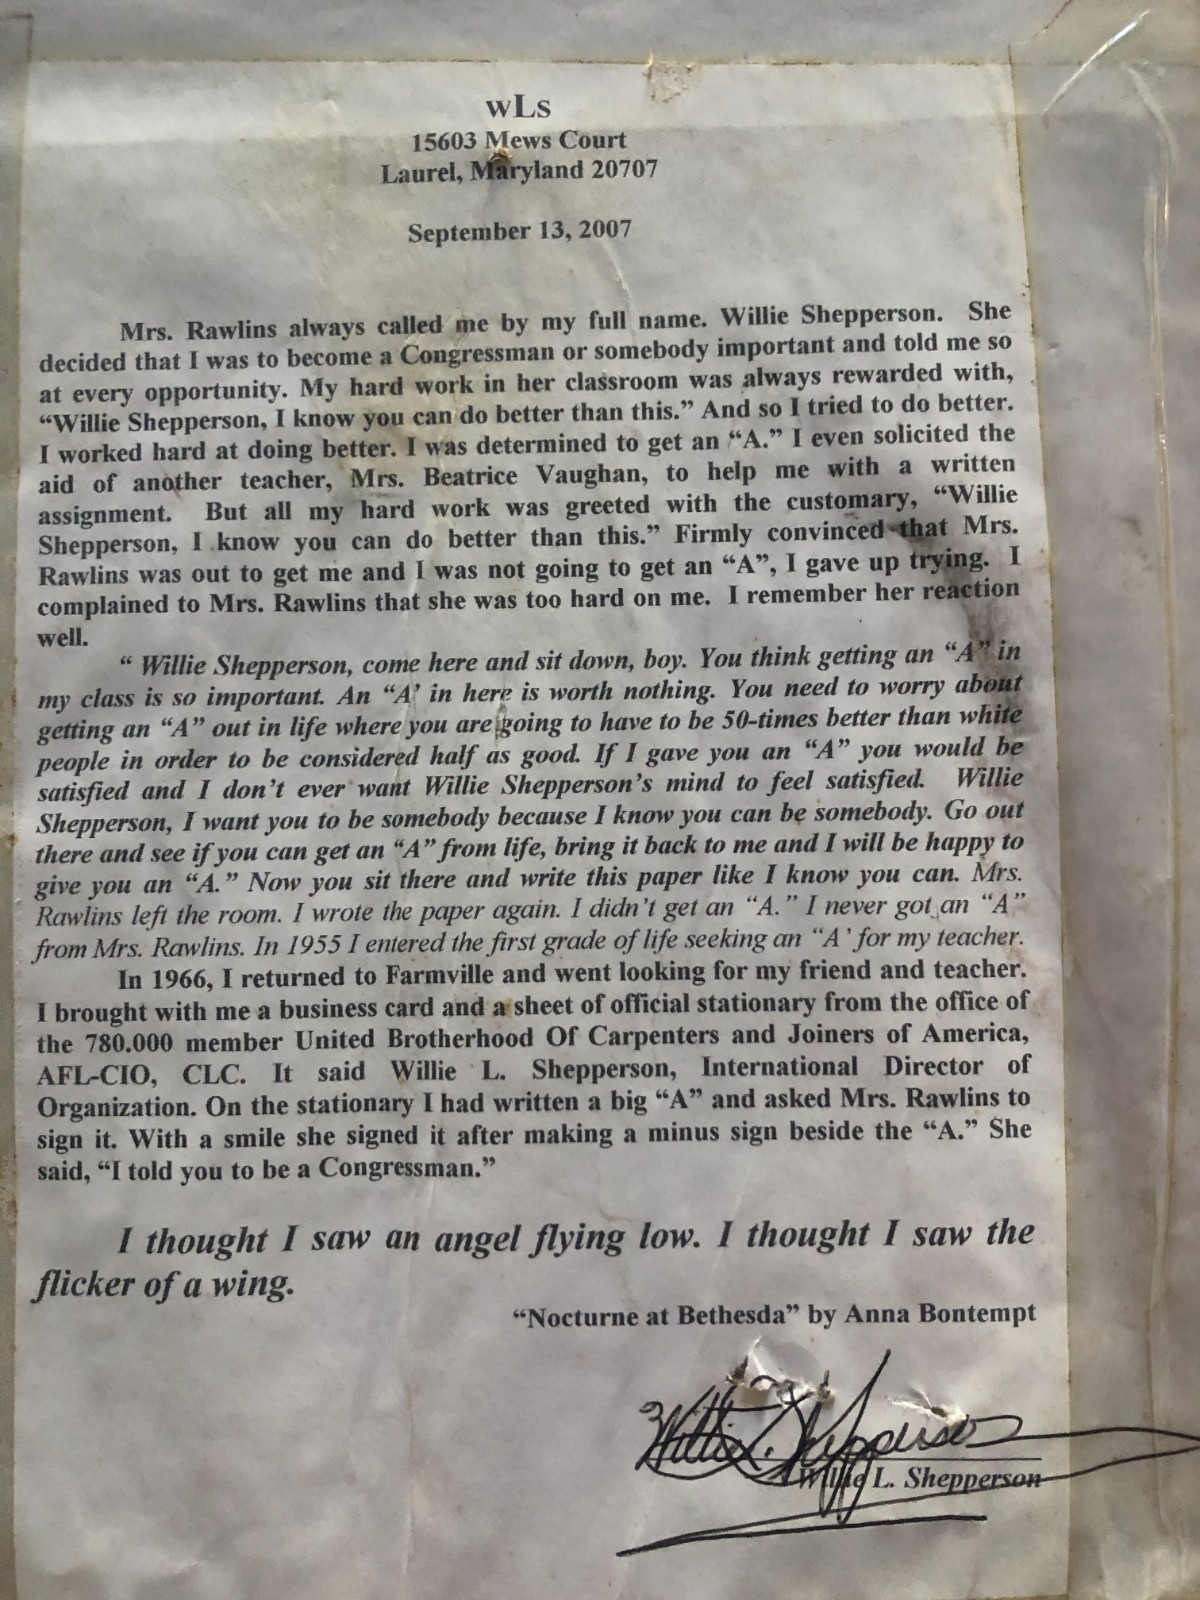 wLs
15603 Mews Court
Laurel, Maryland 20707
September 13, 2007
Mrs. Rawlins always called me by my full name. Willie Shepperson. She
decided that I was to become a Congressman or somebody important and told me so
at every opportunity. My hard work in her classroom was always rewarded with,
“Willie Shepperson, I know you can do better than this.” And so I tried to do better.
I worked hard at doing better. I was determined to get an “A.” I even solicited the
aid of another teacher, Mrs. Beatrice Vaughan, to help me with a written
assignment. But all my hard work was greeted with the customary, “Willie
Shepperson, I know you can do better than this.” Firmly convinced that Mrs.
Rawlins was out to get me and I was not going to get an “A”, I gave up trying. I
complained to Mrs. Rawlins that she was too hard on me. I remember her reaction
well.
“ Willie Shepperson, come here and sit down, boy. You think getting an “A” in
my class is so important. An “A’ in here is worth nothing. You need to worry about
getting an “A” out in life where you are going to have to be 50-times better than white
people in order to be considered half as good. If I gave you an “A” you would be
satisfied and I don’t ever want Willie Shepperson’s mind to feel satisfied. Willie
Shepperson, I want you to be somebody because I know you can be somebody. Go out
there and see if you can get an “A” from life, bring it back to me and I will be happy to
give you an “A.” Now you sit there and write this paper like I know you can. Mrs.
Rawlins left the room. I wrote the paper again. I didn’t get an “A.” I never got an “A”
from Mrs. Rawlins. In 1955 I entered the first grade of life seeking an “A’ for my teacher.
In 1966, I returned to Farmville and went looking for my friend and teacher.
I brought with me a business card and a sheet of official stationary from the office of
the 780.000 member United Brotherhood Of Carpenters and Joiners of America,
AFL-CIO, CLC. It said Willie L. Shepperson, International Director of
Organization. On the stationary I had written a big “A” and asked Mrs. Rawlins to
sign it. With a smile she signed it after making a minus sign beside the “A.” She
said, “I told you to be a Congressman.”
I thought I saw an angel flying low. I thought I saw the
flicker of a wing.
“Nocturne at Bethesda” by Anna Bontempt
Willie L. Shepperson
Willie L. Shepperson